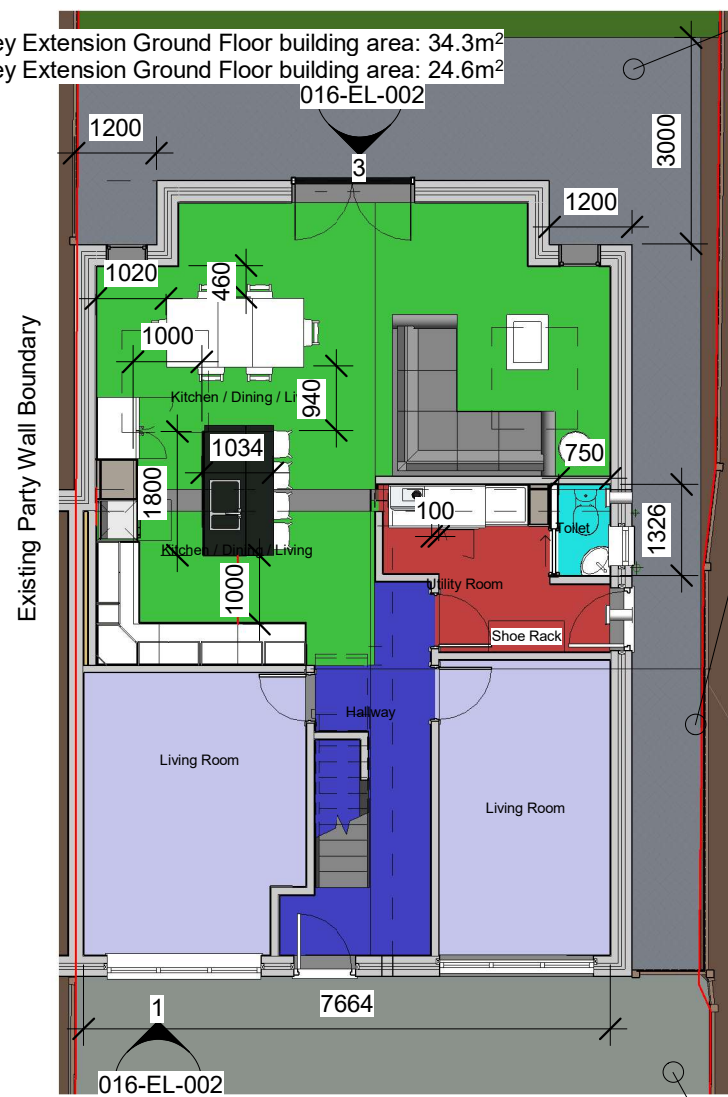 ey Extension Ground Floor building area: 34.3m²
ey Extension Ground Floor building area: 24.6m²
016-EL-002
3
1200
3000
1200
1020
460
1000
Kitchen / Dining / Li
940
1034
750
1800
100
Toilet
1326
Kitchen / Dining / Living
1000
Utility Room
Shoe Rack
Existing Party Wall Boundary
Hallway
Living Room
Living Room
7664
1
016-EL-002